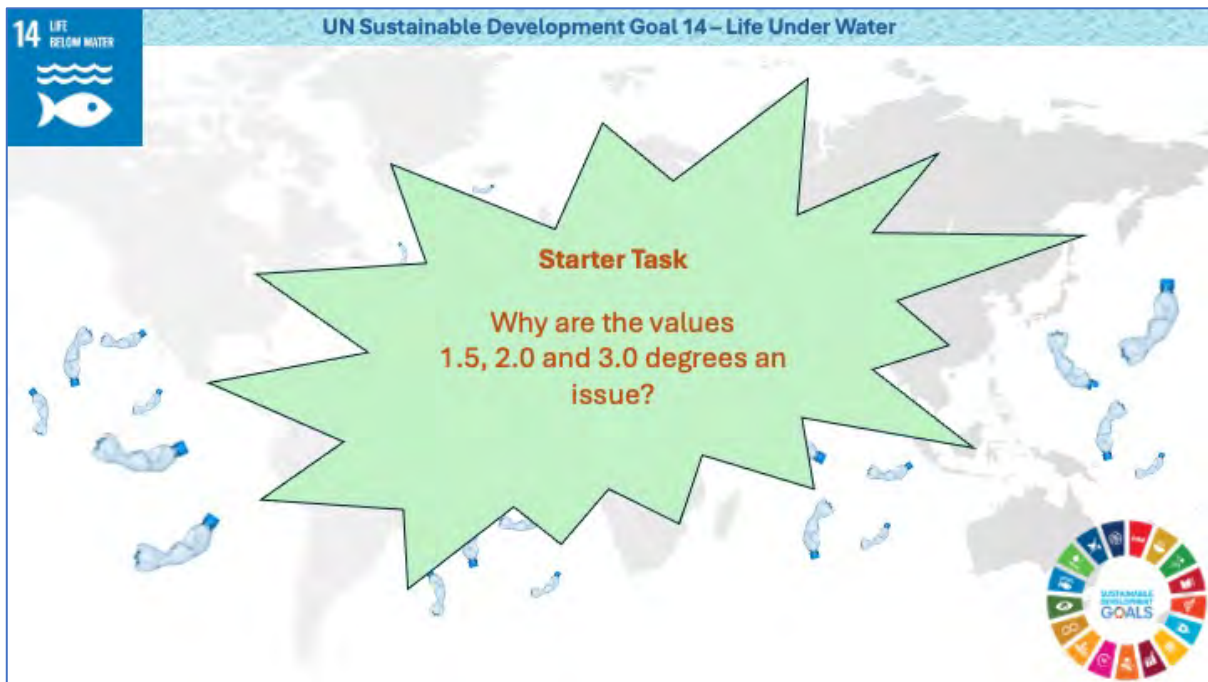 14 LIFE
BELOW WATER
UN Sustainable Development Goal 14 – Life Under Water
Starter Task
Why are the values
1.5, 2.0 and 3.0 degrees an
issue?
SUSTAINABLE
DEVELOPMENT
GOALS